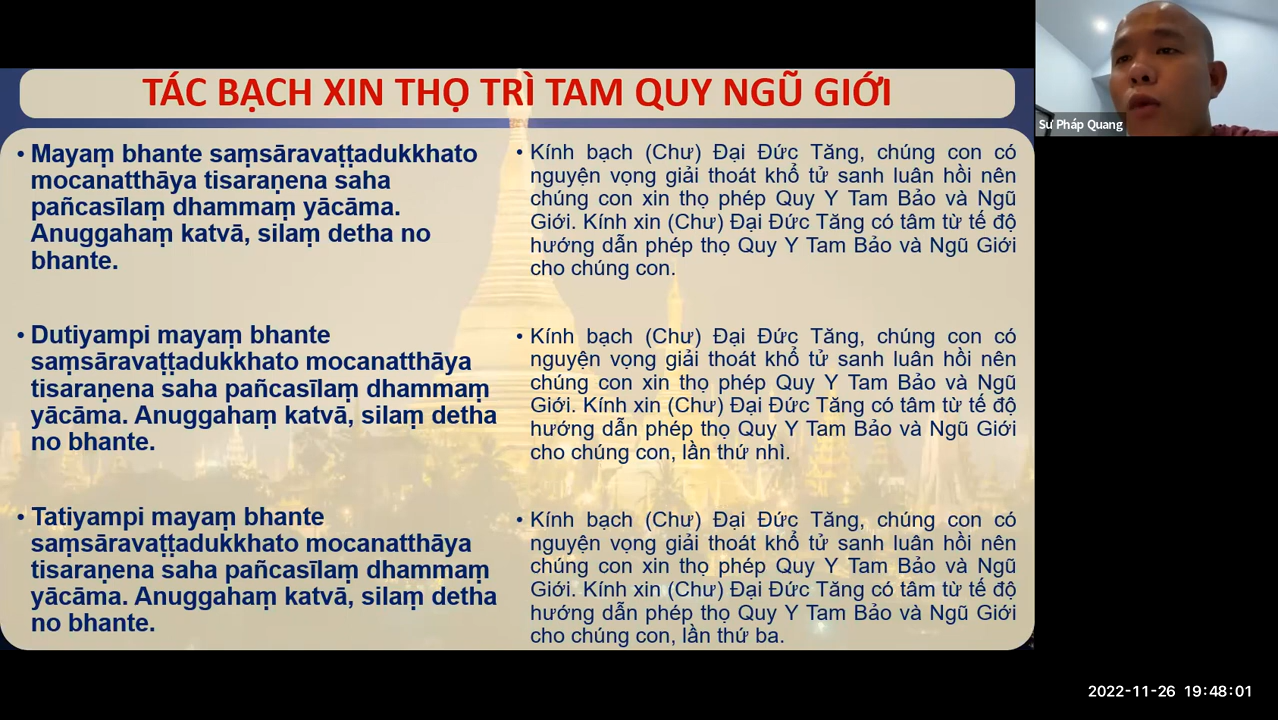 TÁC BẠCH XIN THỌ TRÌ TAM QUY NGŨ GIỚI
• Mayaṃ bhante saṃsāravaṭṭadukkhato
mocanatthāya tisaraṇena saha
pañcasīlaṃ dhammaṃ yācāma.
Anuggahaṃ katvā, silaṃ detha no
bhante.
• Dutiyampi mayaṃ bhante
saṃsāravaṭṭadukkhato mocanatthāya
tisaraṇena saha pañcasīlaṃ dhammaṃ
yācāma. Anuggahaṃ katvā, silaṃ detha
no bhante.
• Tatiyampi mayaṃ bhante
saṃsāravaṭṭadukkhato mocanatthāya
tisaraṇena saha pañcasīlaṃ dhammaṃ
yācāma. Anuggahaṃ katvā, silaṃ detha
no bhante.
• Kính bạch (Chư) Đại Đức Tăng, chúng con có
nguyện vọng giải thoát khổ tử sanh luân hồi nên
chúng con xin thọ phép Quy Y Tam Bảo và Ngũ
Giới. Kính xin (Chư) Đại Đức Tăng có tâm từ tế độ
hướng dẫn phép thọ Quy Y Tam Bảo và Ngũ Giới
cho chúng con.
• Kính bạch (Chư) Đại Đức Tăng, chúng con có
nguyện vọng giải thoát khổ tử sanh luân hồi nên
chúng con xin thọ phép Quy Y Tam Bảo và Ngũ
Giới. Kính xin (Chư) Đại Đức Tăng có tâm từ tế độ
hướng dẫn phép thọ Quy Y Tam Bảo và Ngũ Giới
cho chúng con, lần thứ nhì.
• Kính bạch (Chư) Đại Đức Tăng, chúng con có
nguyện vọng giải thoát khổ tử sanh luân hồi nên
chúng con xin thọ phép Quy Y Tam Bảo và Ngũ
Giới. Kính xin (Chư) Đại Đức Tăng có tâm từ tế độ
hướng dẫn phép thọ Quy Y Tam Bảo và Ngũ Giới
cho chúng con, lần thứ ba.
Sư Pháp Quang
2022-11-26 19:48:01